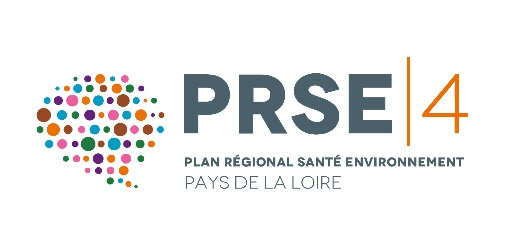 PRSE|4
PLAN RÉGIONAL SANTÉ ENVIRONNEMENT
PAYS DE LA LOIRE